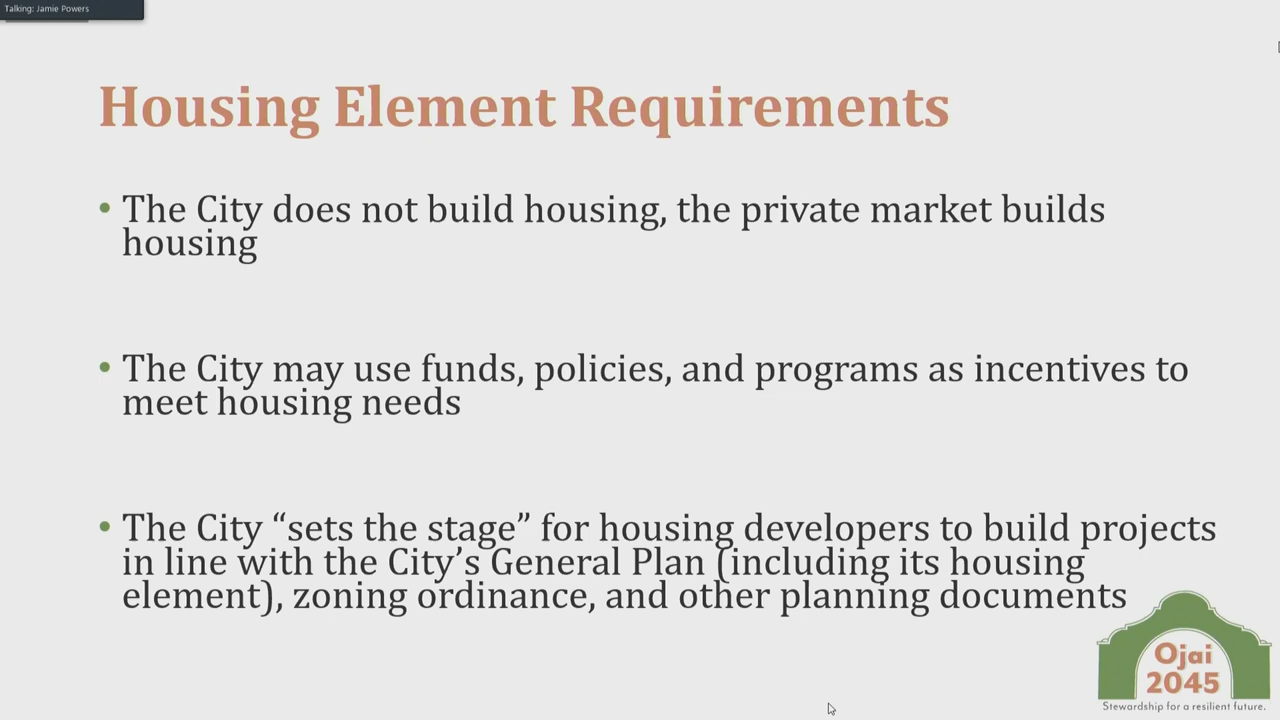 Talking: Jamie Powers
Housing Element Requirements
• The City does not build housing, the private market builds
housing
• The City may use funds, policies, and programs as incentives to
meet housing needs
• The City “sets the stage” for housing developers to build projects
in line with the City’s General Plan (including its housing
element), zoning ordinance, and other planning documents
Ojai
2045
Stewardship for a resilient future.